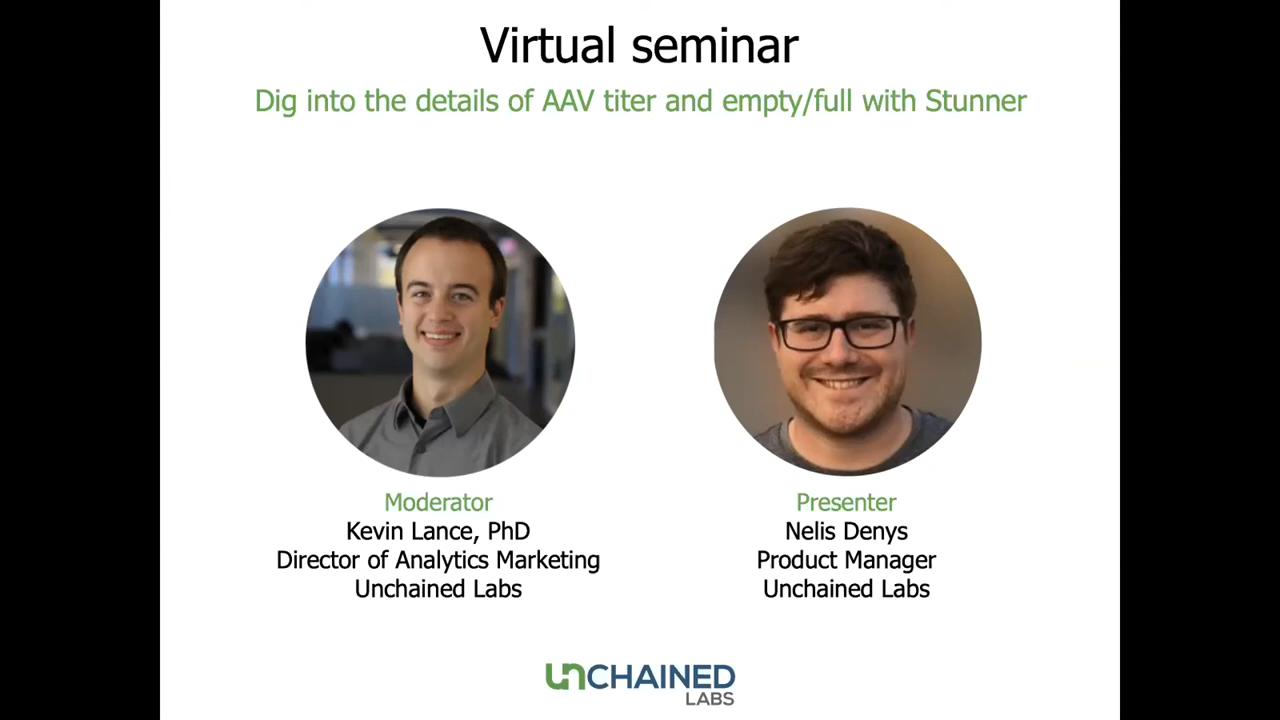 Virtual seminar
Dig into the details of AAV titer and empty/full with Stunner
Moderator
Kevin Lance, PhD
Director of Analytics Marketing
Unchained Labs
Presenter
Nelis Denys
Product Manager
Unchained Labs
UNCHAINED
LABS